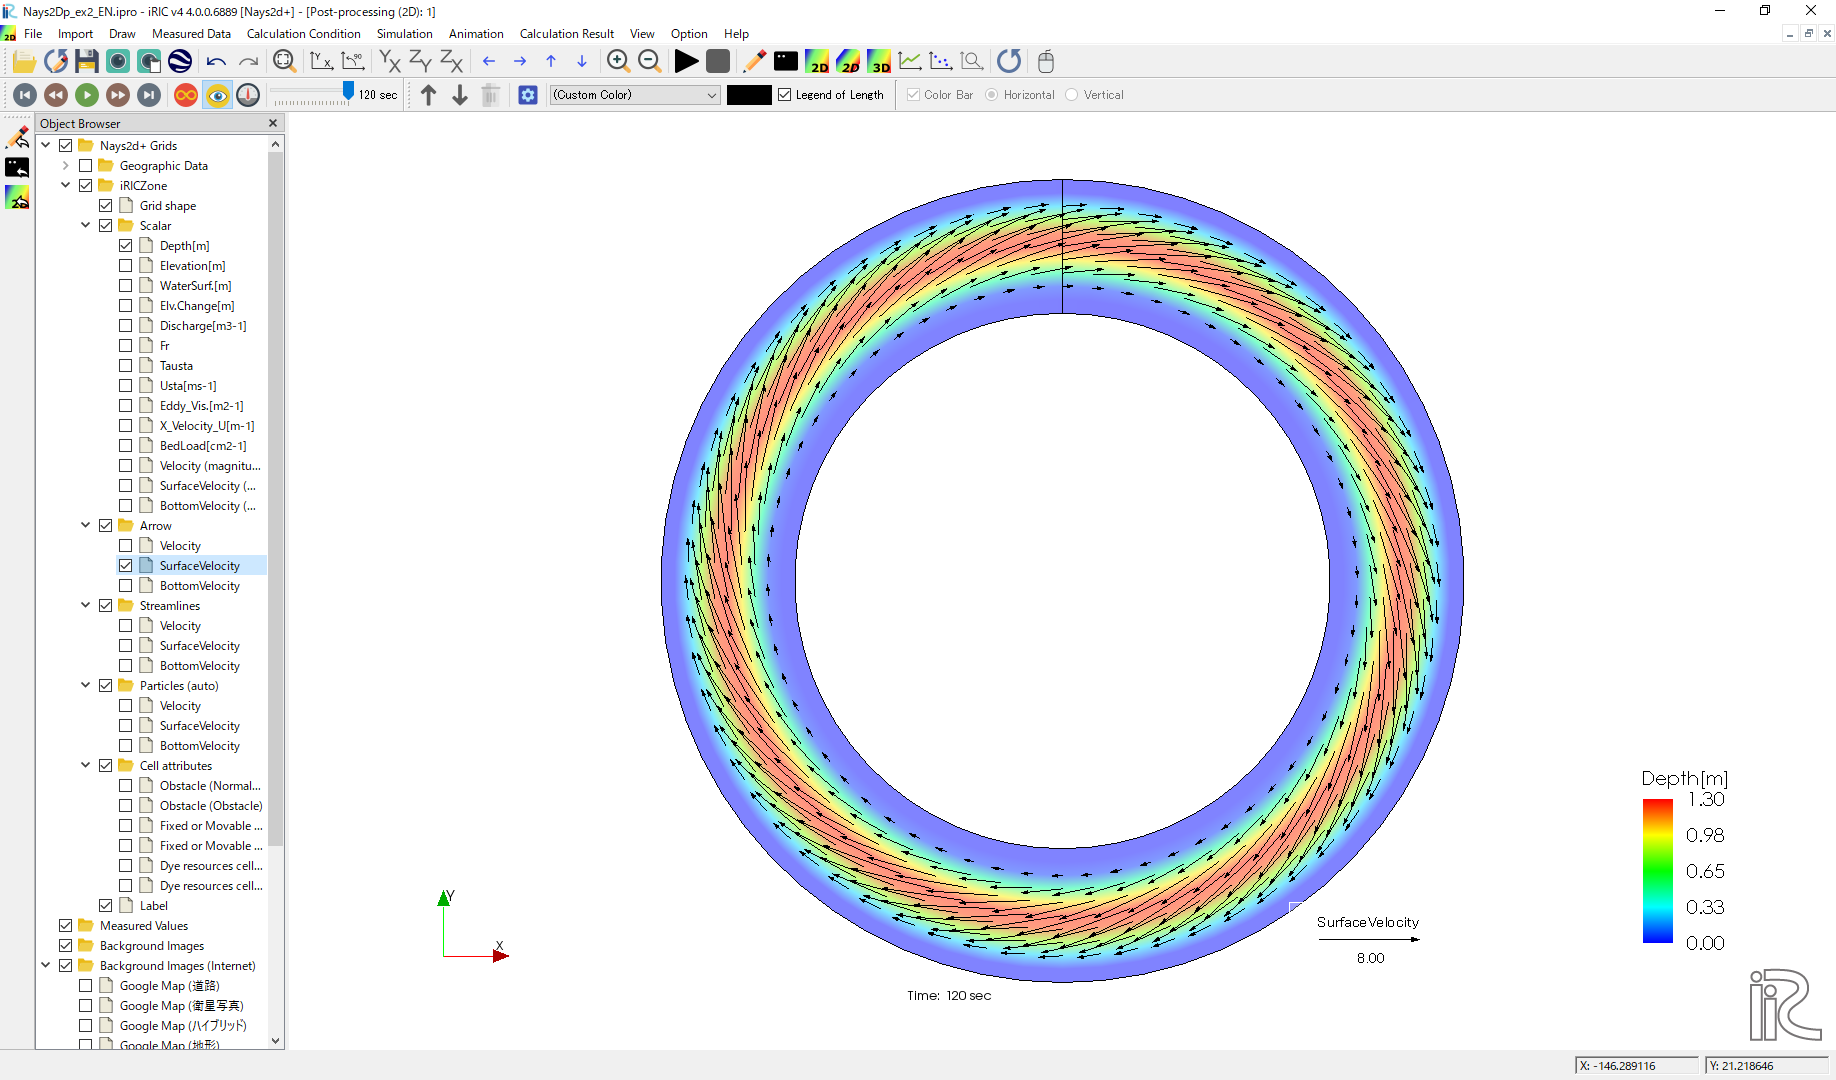 Nays2Dp_ex2_EN.ipro - iRIC v4 4.0.0.6889 [Nays2d+] - [Post-processing (2D): 1]
File Import Draw Measured Data Calculation Condition Simulation Animation Calculation Result View Option Help
120 sec (Custom Color) Legend of Length Color Bar Horizontal Vertical
Object Browser
Nays2d+ Grids
Geographic Data
iRICZone
Grid shape
Scalar
Depth[m]
Elevation[m]
WaterSurf.[m]
Elv.Change[m]
Discharge[m3-1]
Fr
Tausta
Usta[ms-1]
Eddy_Vis.[m2-1]
X_Velocity_U[m-1]
BedLoad[cm2-1]
Velocity (magnitu...
SurfaceVelocity (...
BottomVelocity (...
Arrow
Velocity
SurfaceVelocity
BottomVelocity
Streamlines
Velocity
SurfaceVelocity
BottomVelocity
Particles (auto)
Velocity
SurfaceVelocity
BottomVelocity
Cell attributes
Obstacle (Normal...
Obstacle (Obstacle)
Fixed or Movable ...
Fixed or Movable ...
Dye resources cell...
Dye resources cell...
Label
Measured Values
Background Images
Background Images (Internet)
Google Map (道路)
Google Map (衛星写真)
Google Map (ハイブリッド)
Google Map (地形)
Y
X
Time: 120 sec
SurfaceVelocity
8.00
Depth[m]
1.30
0.98
0.65
0.33
0.00
iRIC
X: -146.289116
Y: 21.218646